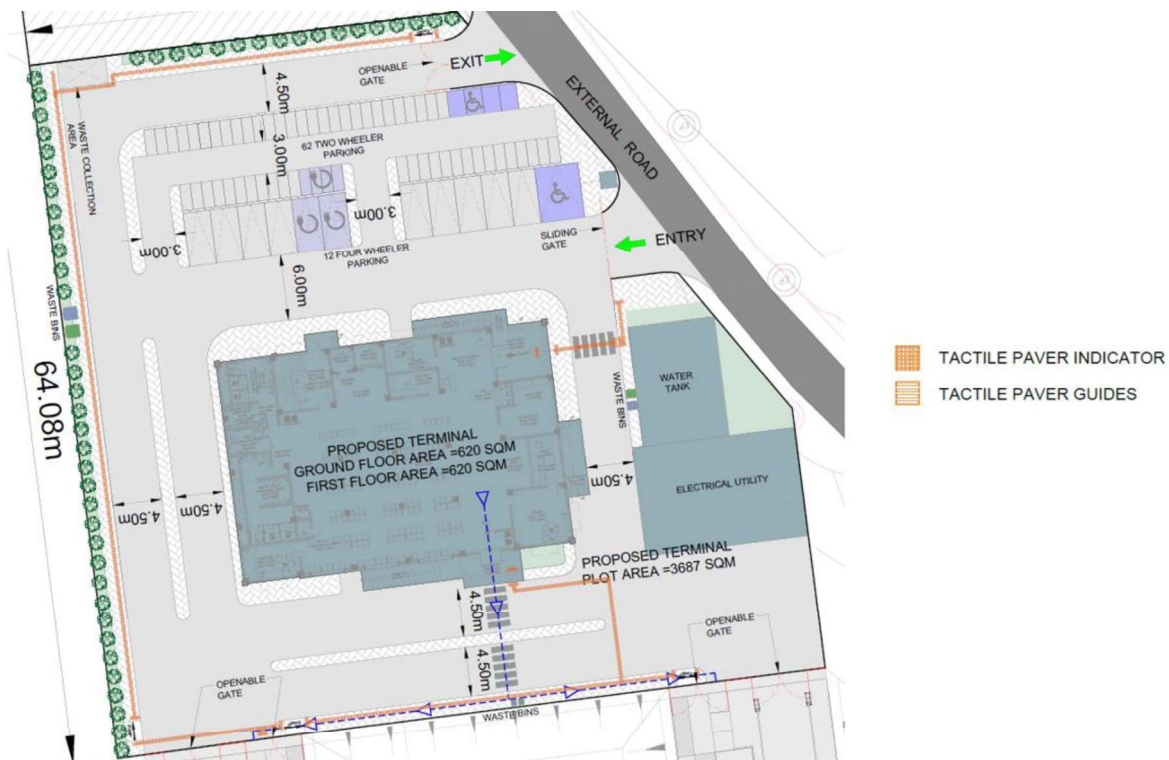 EXIT
OPENABLE
GATE
EXTERNAL ROAD
4.50m
WASTE COLLECTION
AREA
62 TWO WHEELER
PARKING
3.00m
3.00m
3.00m
SLIDING
GATE
ENTRY
12 FOUR WHEELER
PARKING
6.00m
WASTE BINS
64.08m
WATER
TANK
WASTE BINS
TACTILE PAVER INDICATOR
TACTILE PAVER GUIDES
PROPOSED TERMINAL
GROUND FLOOR AREA =620 SQM
FIRST FLOOR AREA =620 SQM
4.50m
4.50m
4.50m
ELECTRICAL UTILITY
PROPOSED TERMINAL
PLOT AREA =3687 SQM
4.50m
4.50m
OPENABLE
GATE
OPENABLE
GATE
WASTE BINS